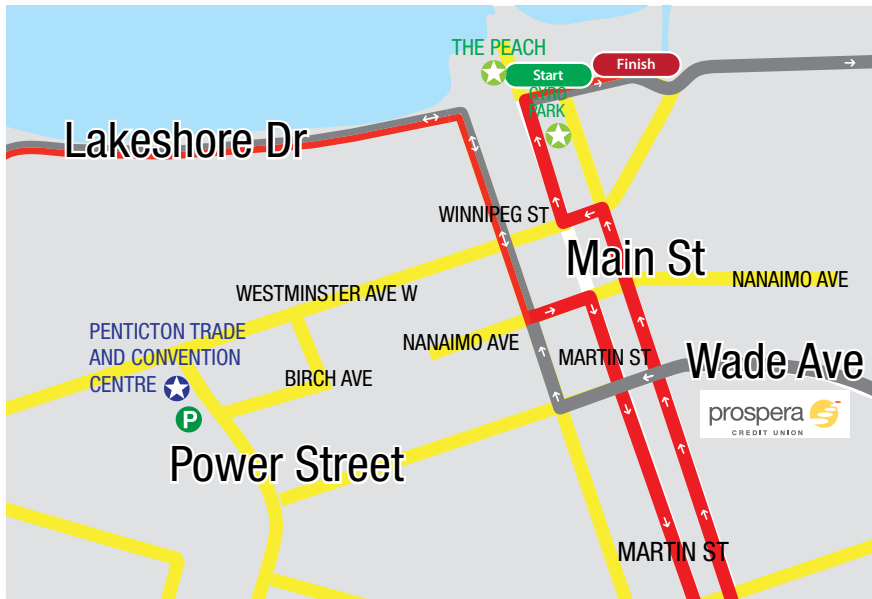 THE PEACH
Start
Finish
GYRO
PARK
Lakeshore Dr
WINNIPEG ST
Main St
NANAIMO AVE
WESTMINSTER AVE W
PENTICTON TRADE
AND CONVENTION
CENTRE
NANAIMO AVE
MARTIN ST
Wade Ave
BIRCH AVE
P
prospera
CREDIT UNION
Power Street
MARTIN ST